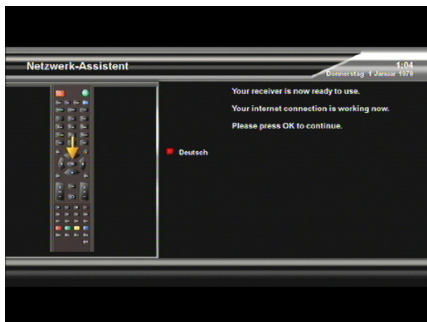 Netzwerk-Assistent
1:04
Donnerstag 1 Januar 1970
Your receiver is now ready to use.
Your internet connection is working now.
Please press OK to continue.
Deutsch